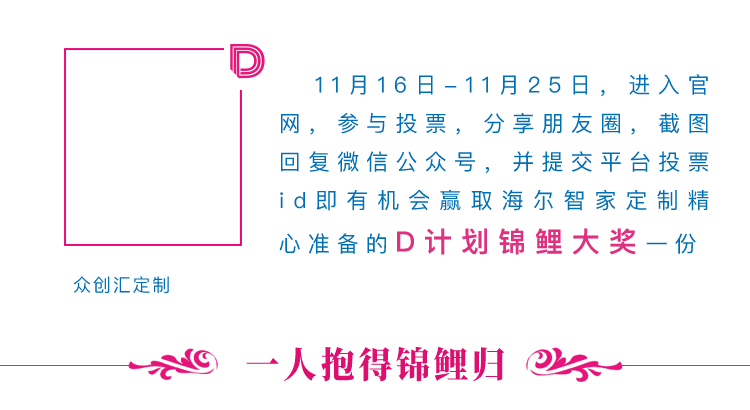 D
11月16日-11月25日，进入官
网，参与投票，分享朋友圈，截图
回复微信公众号，并提交平台投票
id即有机会赢取海尔智家定制精
心准备的D计划锦鲤大奖一份
众创汇定制
一人抱得锦鲤归